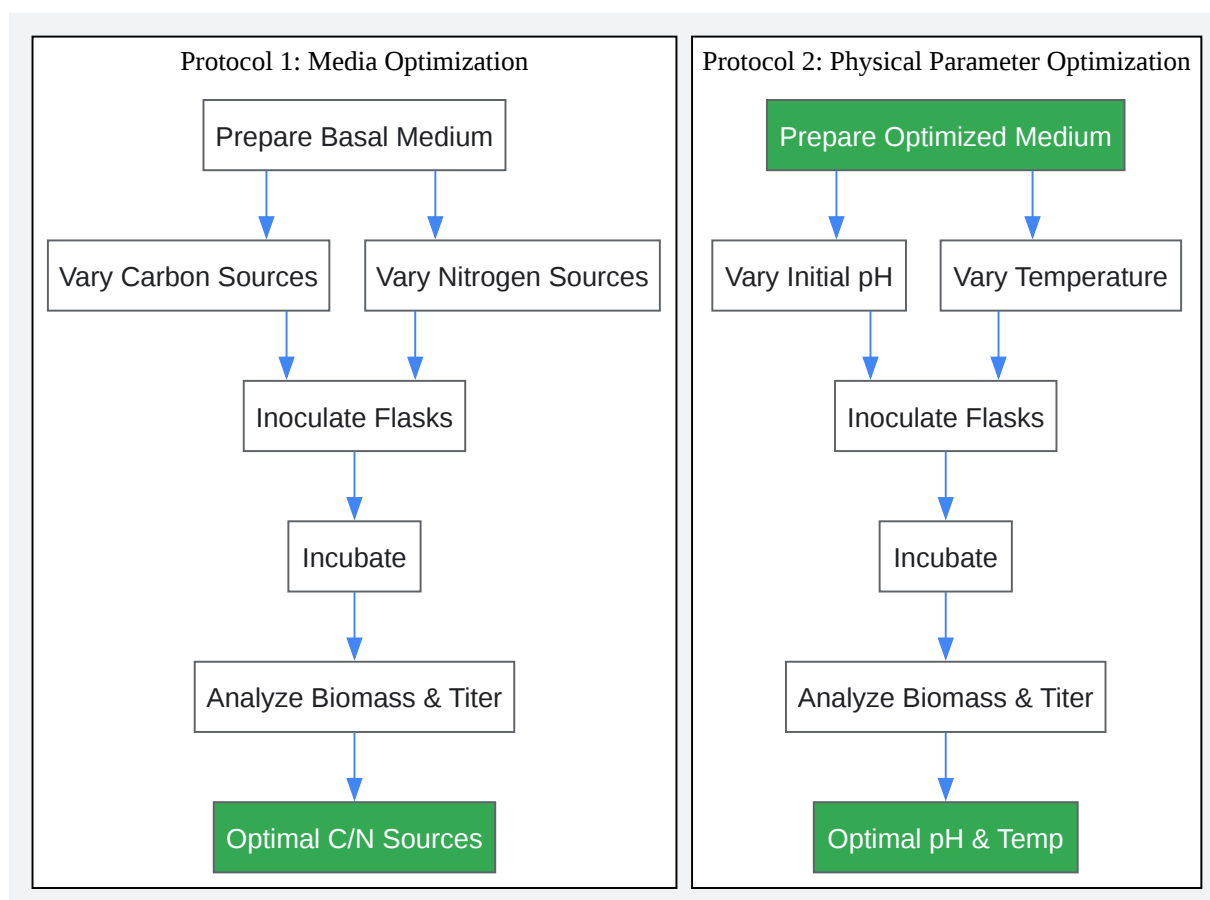 Protocol 1: Media Optimization
Prepare Basal Medium
Vary Carbon Sources
Vary Nitrogen Sources
Inoculate Flasks
Incubate
Analyze Biomass & Titer
Optimal C/N Sources
Protocol 2: Physical Parameter Optimization
Prepare Optimized Medium
Vary Initial pH
Vary Temperature
Inoculate Flasks
Incubate
Analyze Biomass & Titer
Optimal pH & Temp